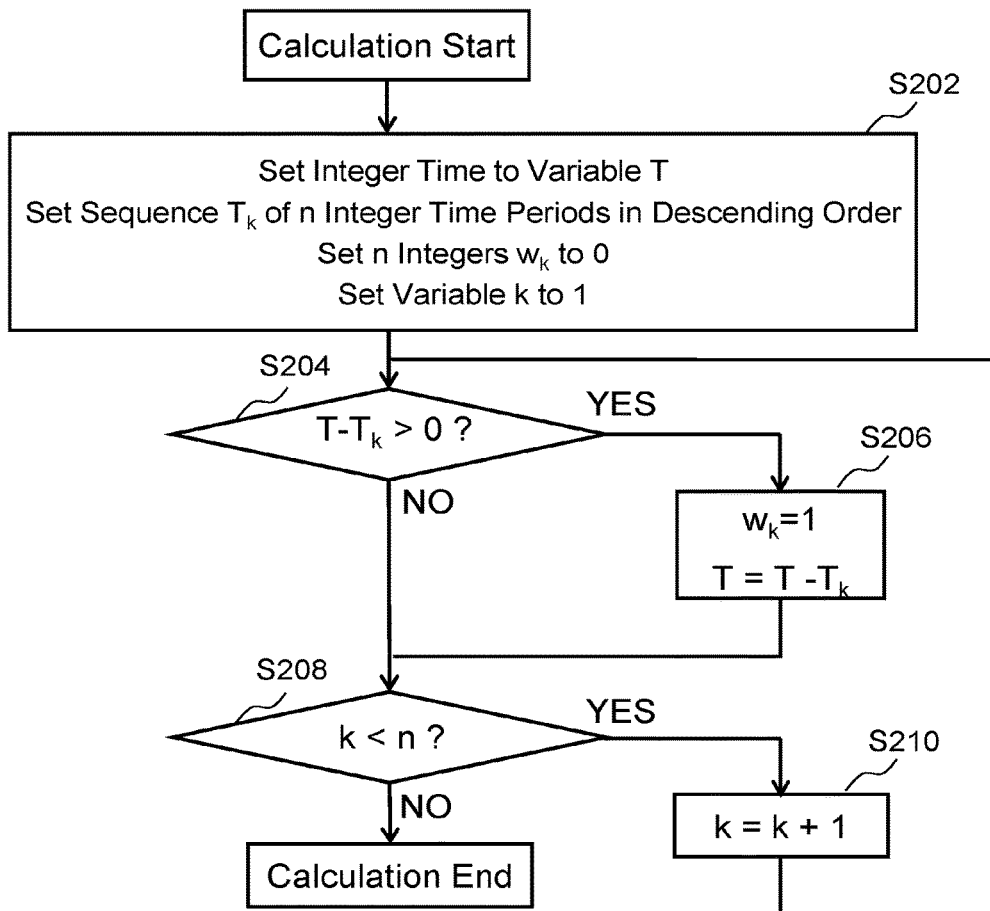 Calculation Start
S202
Set Integer Time to Variable T
Set Sequence Tk of n Integer Time Periods in Descending Order
Set n Integers wk to 0
Set Variable k to 1
S204
T-Tk > 0 ?
YES
NO
S206
wk=1
T = T -Tk
S208
k < n ?
YES
NO
S210
k = k + 1
Calculation End